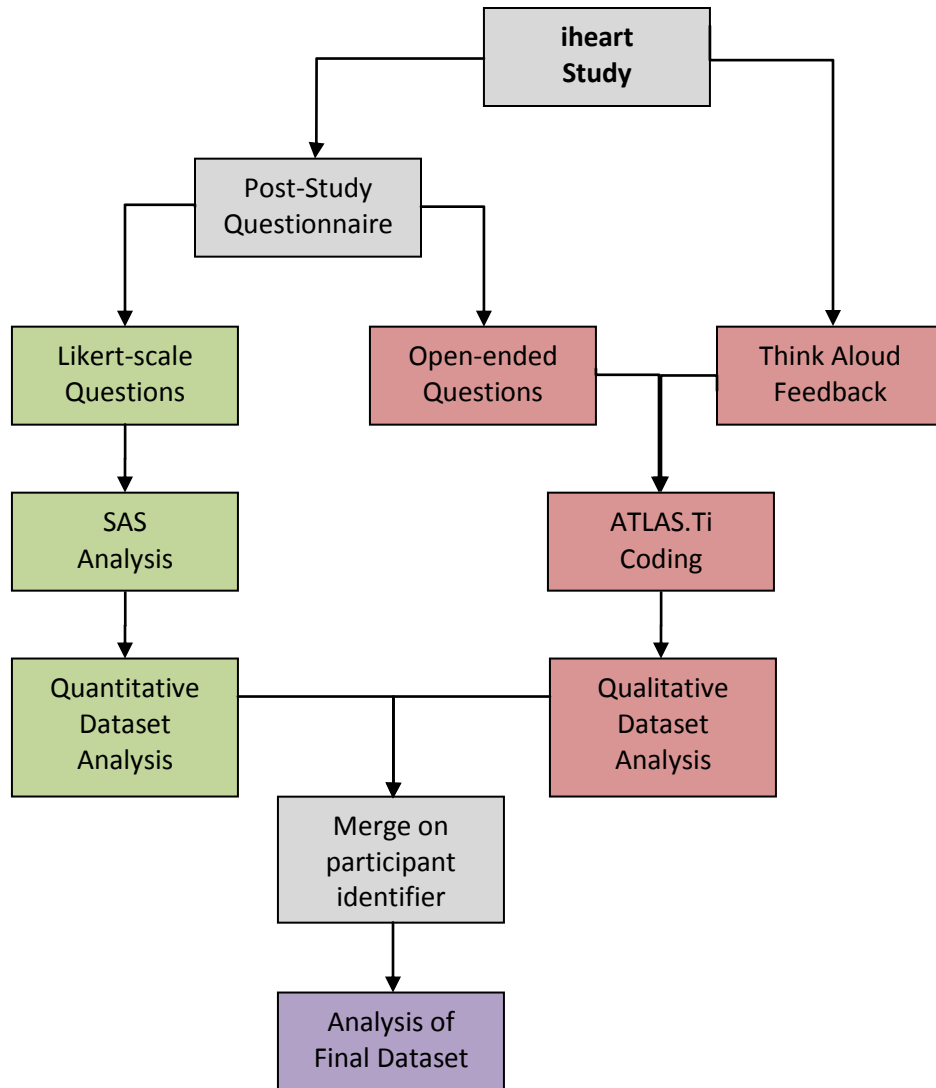 iheart
Study
Post-Study
Questionnaire
Likert-scale
Questions
Open-ended
Questions
Think Aloud
Feedback
SAS
Analysis
ATLAS.Ti
Coding
Quantitative
Dataset
Analysis
Qualitative
Dataset
Analysis
Merge on
participant
identifier
Analysis of
Final Dataset